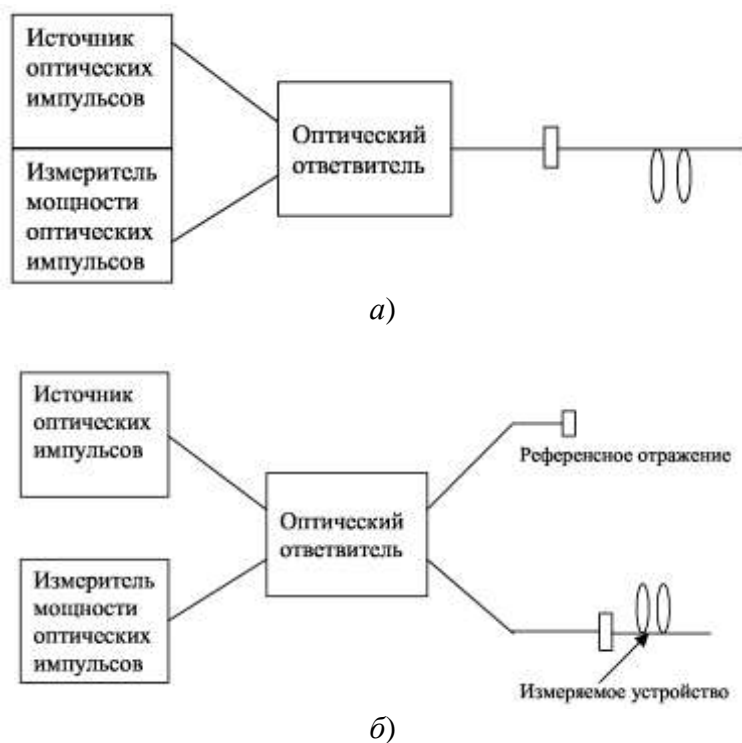 Источник
оптических
импульсов
Измеритель
мощности
оптических
импульсов
Оптический
ответвитель
а)
Источник
оптических
импульсов
Измеритель
мощности
оптических
импульсов
Оптический
ответвитель
Референсное отражение
Измеряемое устройство
б)